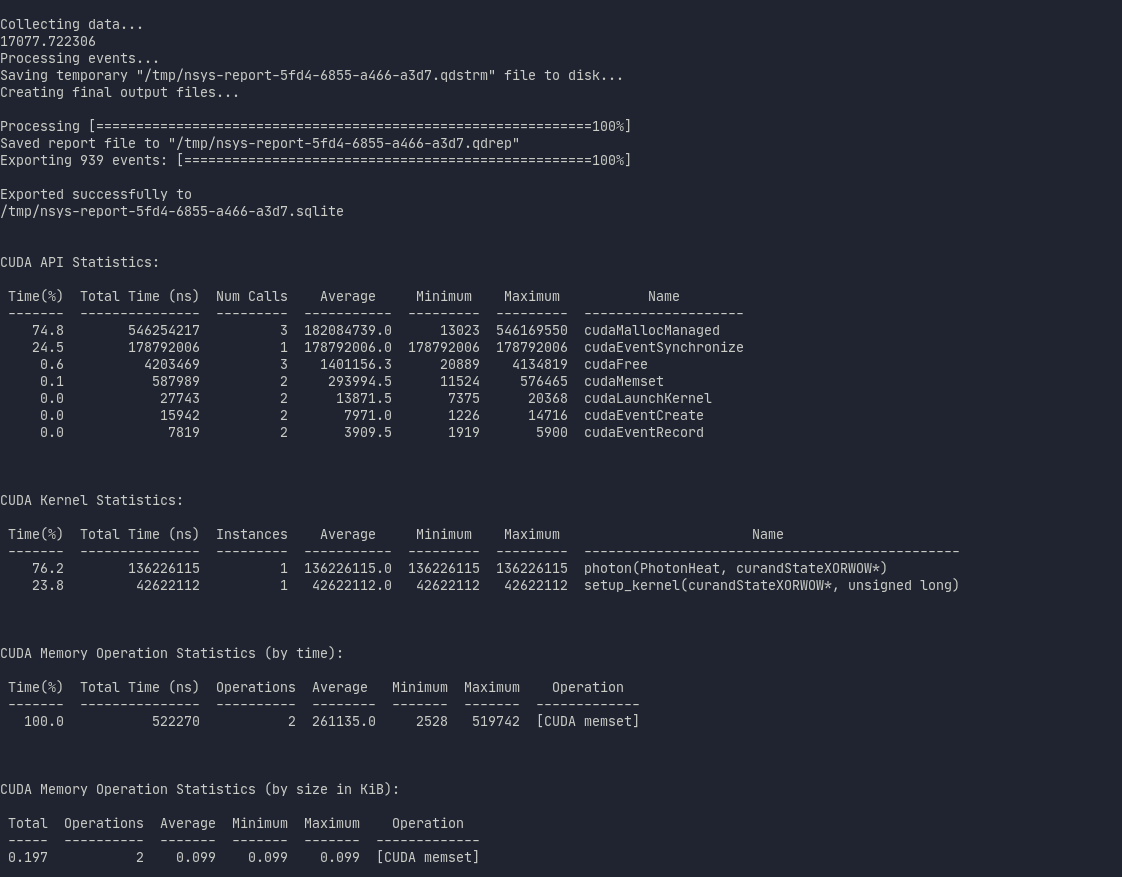 Collecting data...
17077.722306
Processing events...
Saving temporary "/tmp/nsys-report-5fd4-6855-a466-a3d7.qdstrm" file to disk...
Creating final output files...
Processing [==============================================================100%]
Saved report file to "/tmp/nsys-report-5fd4-6855-a466-a3d7.qdrep"
Exporting 939 events: [===================================================100%]
Exported successfully to
/tmp/nsys-report-5fd4-6855-a466-a3d7.sqlite
CUDA API Statistics:
 Time(%)  Total Time (ns)  Num Calls    Average     Minimum    Maximum           Name
 -------  ---------------  ---------  -----------  ---------  ---------  --------------------
    74.8        546254217          3  182084739.0      13023  546169550  cudaMallocManaged
    24.5        178792006          1  178792006.0  178792006  178792006  cudaEventSynchronize
     0.6          4203469          3    1401156.3      20889    4134819  cudaFree
     0.1           587989          2     293994.5      11524     576465  cudaMemset
     0.0            27743          2      13871.5       7375      20368  cudaLaunchKernel
     0.0            15942          2       7971.0       1226      14716  cudaEventCreate
     0.0             7819          2       3909.5       1919       5900  cudaEventRecord
CUDA Kernel Statistics:
 Time(%)  Total Time (ns)  Instances    Average     Minimum    Maximum                        Name
 -------  ---------------  ---------  -----------  ---------  ---------  -----------------------------------------------
    76.2        136226115          1  136226115.0  136226115  136226115  photon(PhotonHeat, curandStateXORWOW*)
    23.8         42622112          1   42622112.0   42622112   42622112  setup_kernel(curandStateXORWOW*, unsigned long)
CUDA Memory Operation Statistics (by time):
 Time(%)  Total Time (ns)  Operations  Average   Minimum  Maximum    Operation
 -------  ---------------  ----------  --------  -------  -------  -------------
   100.0           522270           2  261135.0     2528   519742  [CUDA memset]
CUDA Memory Operation Statistics (by size in KiB):
 Total  Operations  Average  Minimum  Maximum    Operation
 -----  ----------  -------  -------  -------  -------------
 0.197           2    0.099    0.099    0.099  [CUDA memset]